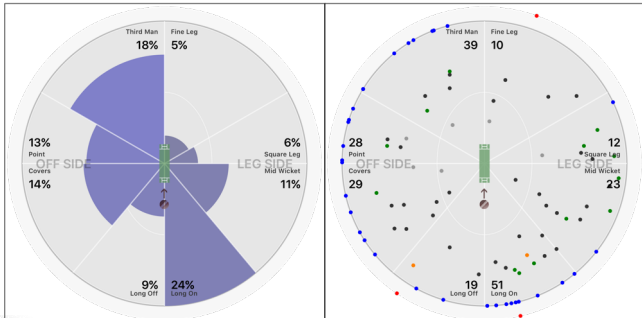 Third Man
18%
Fine Leg
5%
13%
Point
OFF SIDE
Covers
14%
6%
Square Leg
LEG SIDE
Mid Wicket
11%
9%
Long Off
24%
Long On
Third Man
39
Fine Leg
10
28
Point
OFF SIDE
Covers
29
12
Square Leg
LEG SIDE
Mid Wicket
23
19
Long Off
51
Long On